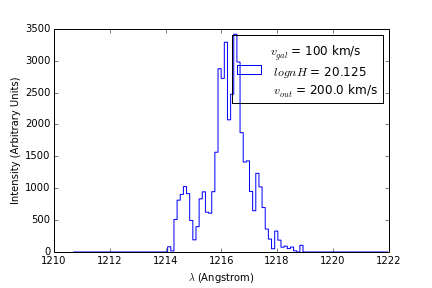 3500
3000
2500
2000
1500
1000
500
0
Intensity (Arbitrary Units)
v_gal = 100 km/s
lognH = 20.125
v_out = 200.0 km/s
1210 1212 1214 1216 1218 1220 1222
λ (Angstrom)